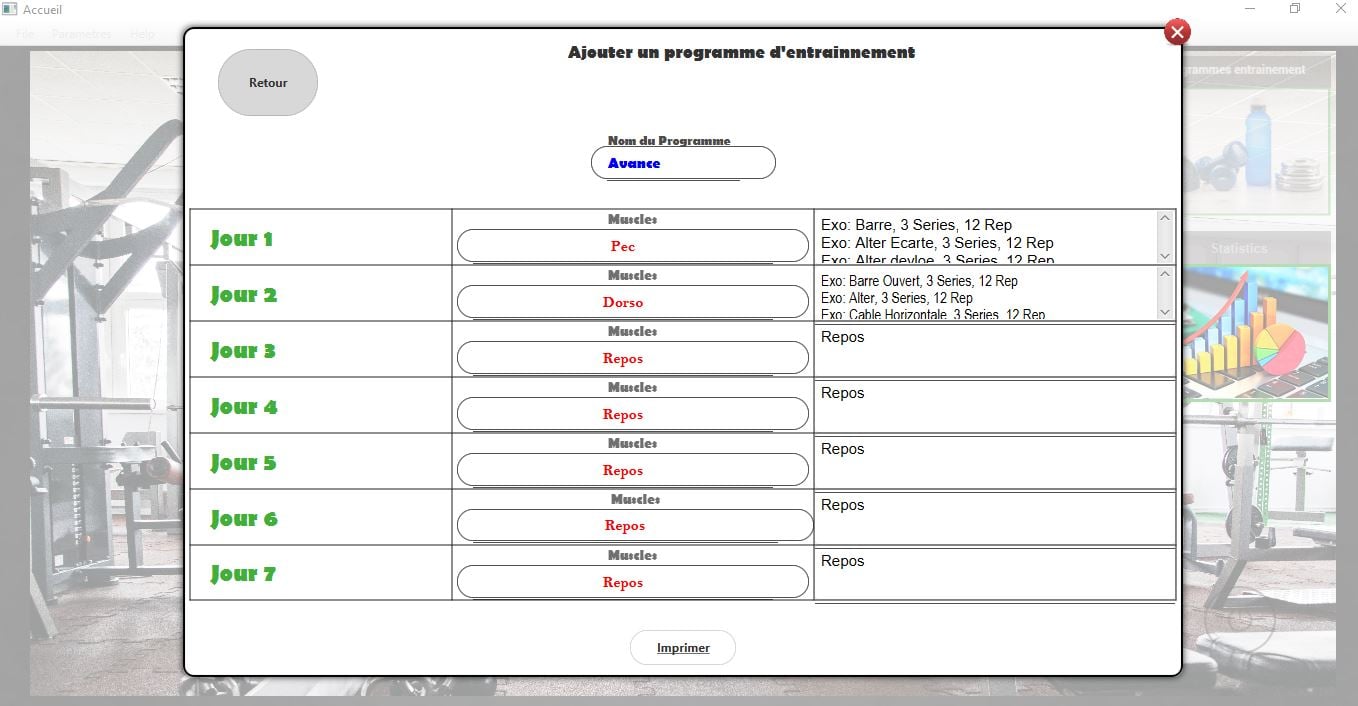 Accueil
File Parametres Help
Ajouter un programme d'entrainnement
Retour
Nom du Programme
Avance
Jour 1
Muscles
Pec
Exo: Barre, 3 Series, 12 Rep
Exo: Alter Ecarte, 3 Series, 12 Rep
Exo: Alter devloe, 3 Series, 12 Rep
Jour 2
Muscles
Dorso
Exo: Barre Ouvert, 3 Series, 12 Rep
Exo: Alter, 3 Series, 12 Rep
Exo: Cable Horizontale, 3 Series, 12 Rep
Jour 3
Muscles
Repos
Repos
Jour 4
Muscles
Repos
Repos
Jour 5
Muscles
Repos
Repos
Jour 6
Muscles
Repos
Repos
Jour 7
Muscles
Repos
Repos
Imprimer
grammes entrainement
Statistics